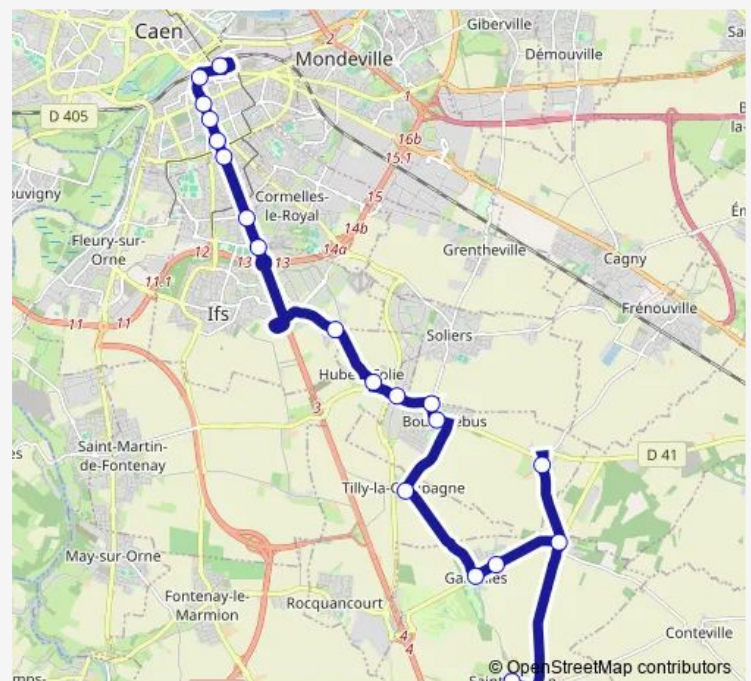 Caen
Giberville
Mondeville
Démouville
2
1
D 405
16b
15.1
15
Cormelles-
le-Royal
14b
14a
Fleury-sur-
Orne
12
13
13
11.1
11
11
Ifs
Grentheville
Cagny
Frénouville
Soliers
3
D 41
Saint-Martin-
de-Fontenay
May-sur-Orne
Fontenay-le-
Marmion
Rocquancourt
4
4
Conteville
© OpenStreetMap contributors